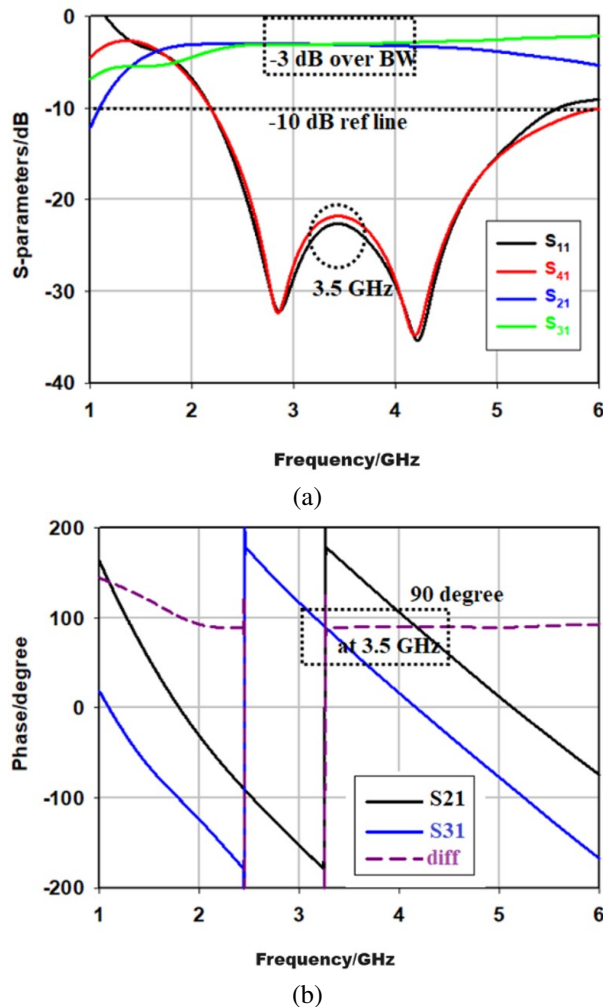 0
-3 dB over BW
-10
-10 dB ref line
-20
S-parameters/dB
3.5 GHz
-30
-40
S11
S41
S21
S31
1 2 3 4 5 6
Frequency/GHz
(a)
200
90 degree
100
at 3.5 GHz
0
Phase/degree
-100
-200
S21
S31
diff
1 2 3 4 5 6
Frequency/GHz
(b)